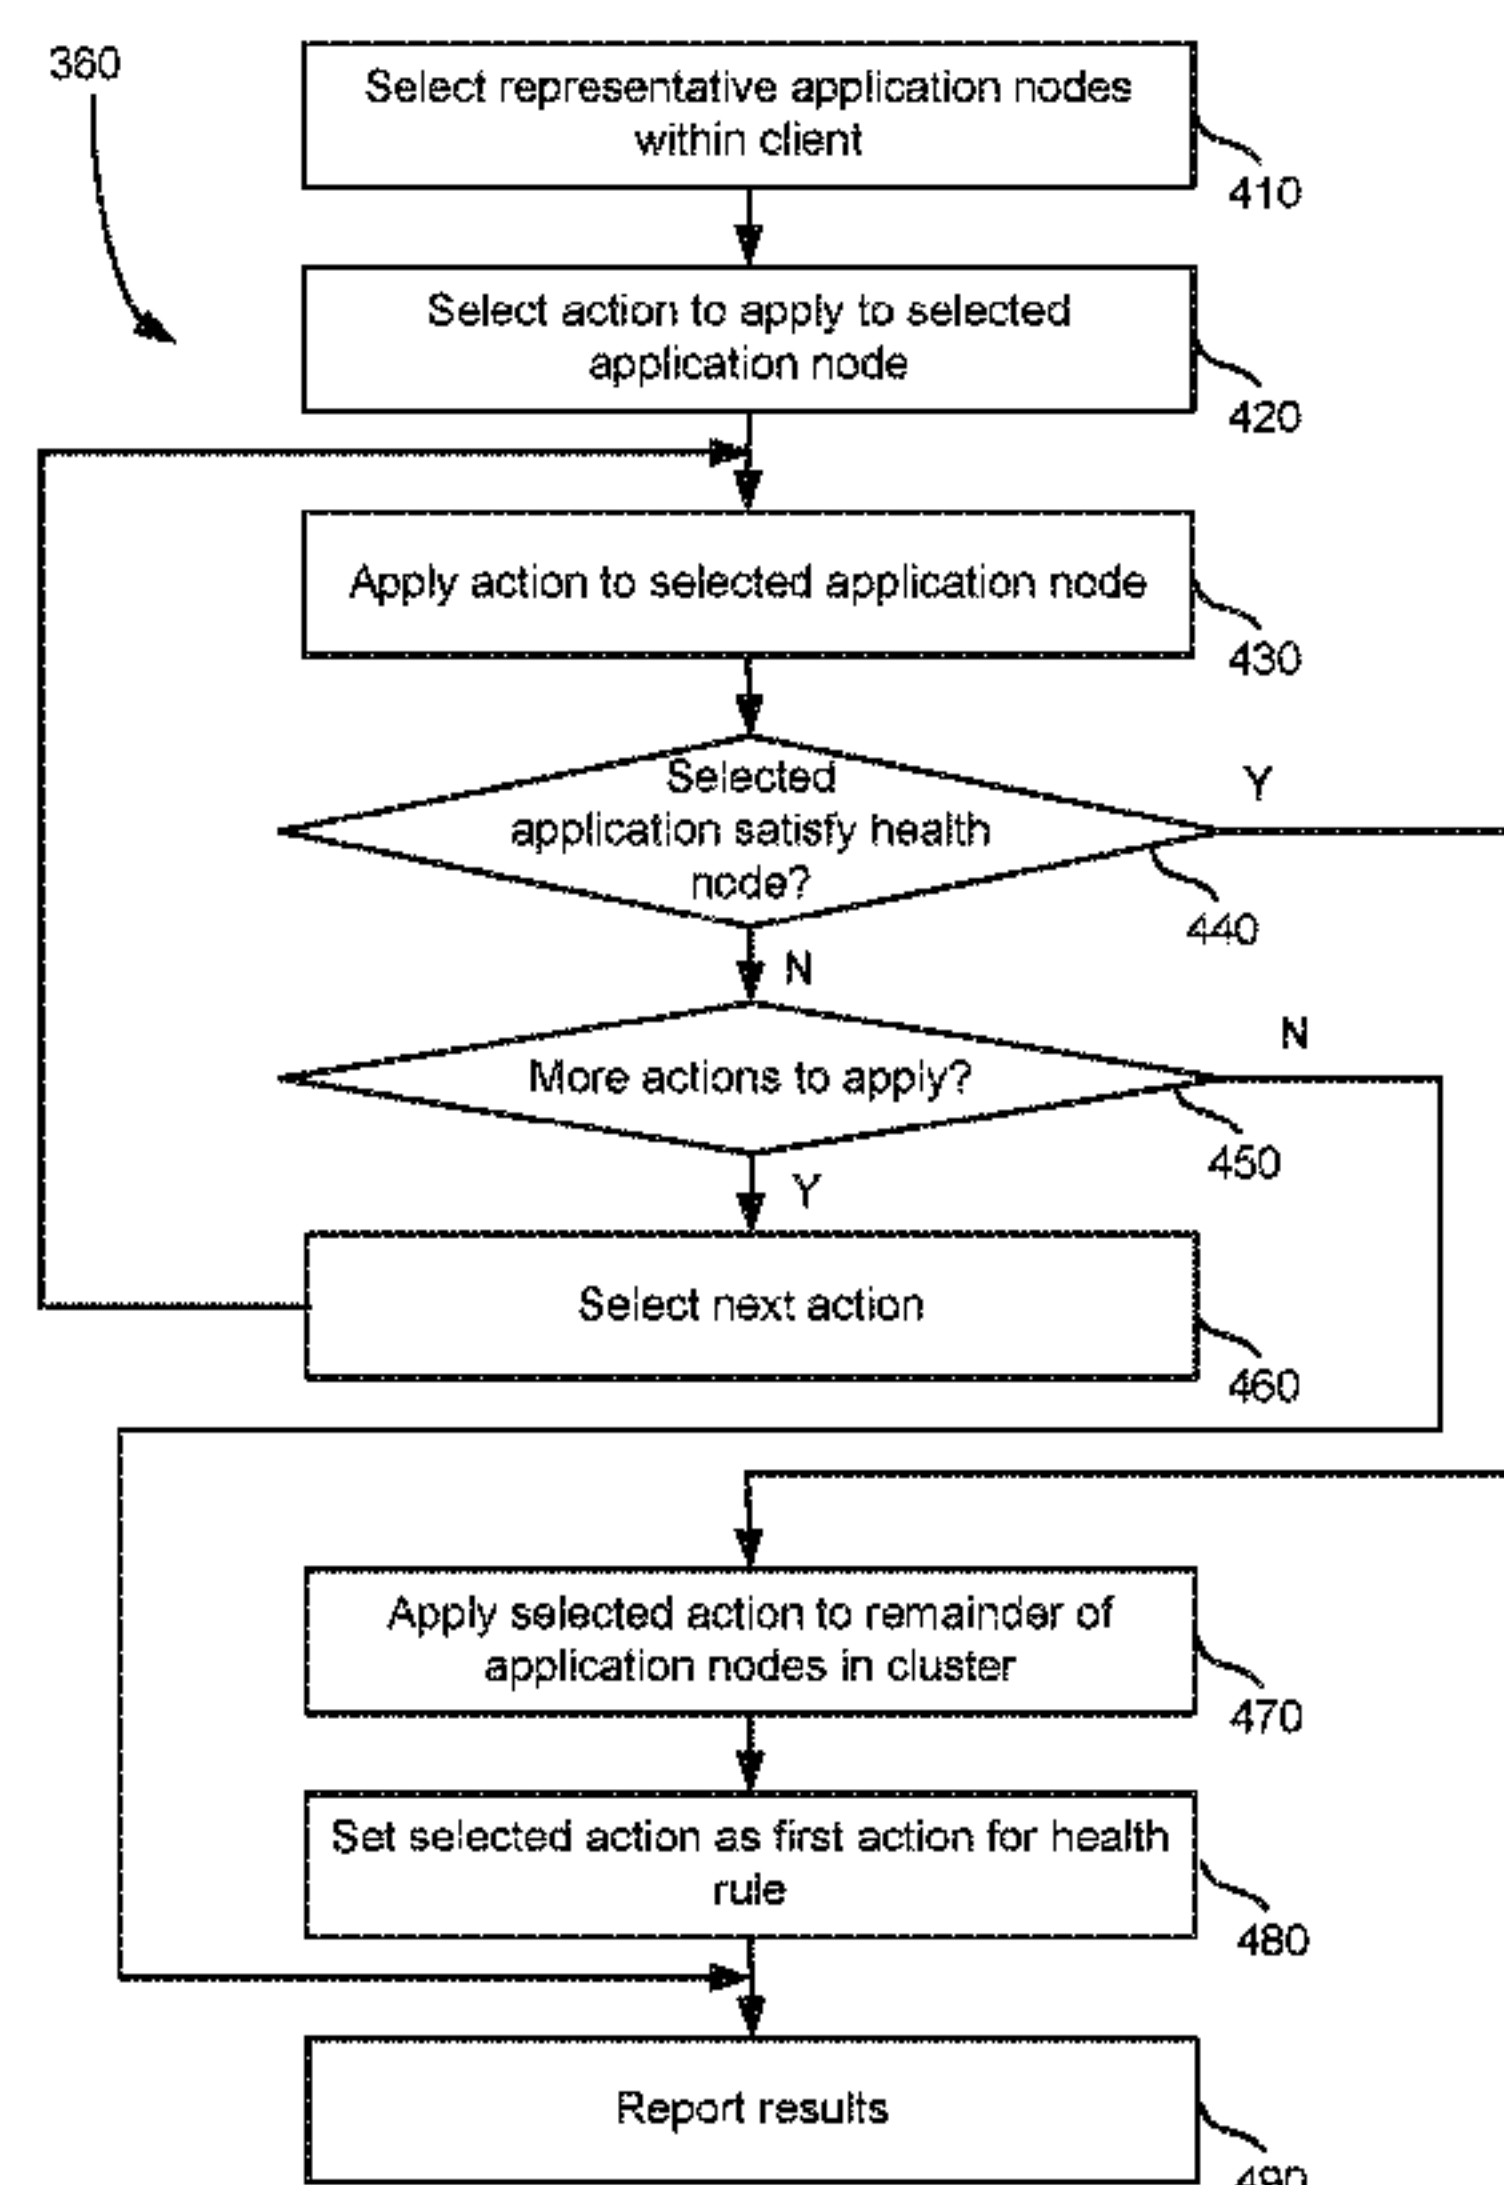 360
Select representative application nodes
within client
410
Select action to apply to selected
application node
420
Apply action to selected application node
430
Selected
application satisfy health
node?
Y
440
N
More actions to apply?
N
450
Y
Select next action
460
Apply selected action to remainder of
application nodes in cluster
470
Set selected action as first action for health
rule
480
Report results
490